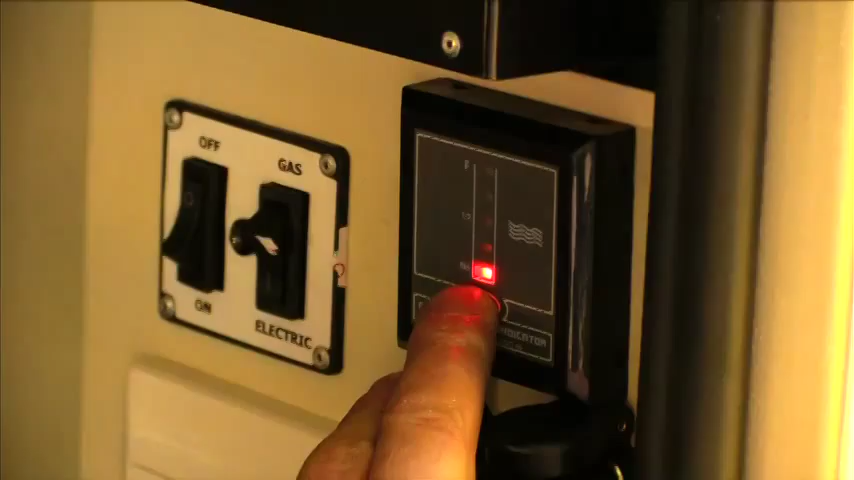 OFF
GAS
ON
ELECTRIC
F
1/2
INDICATOR